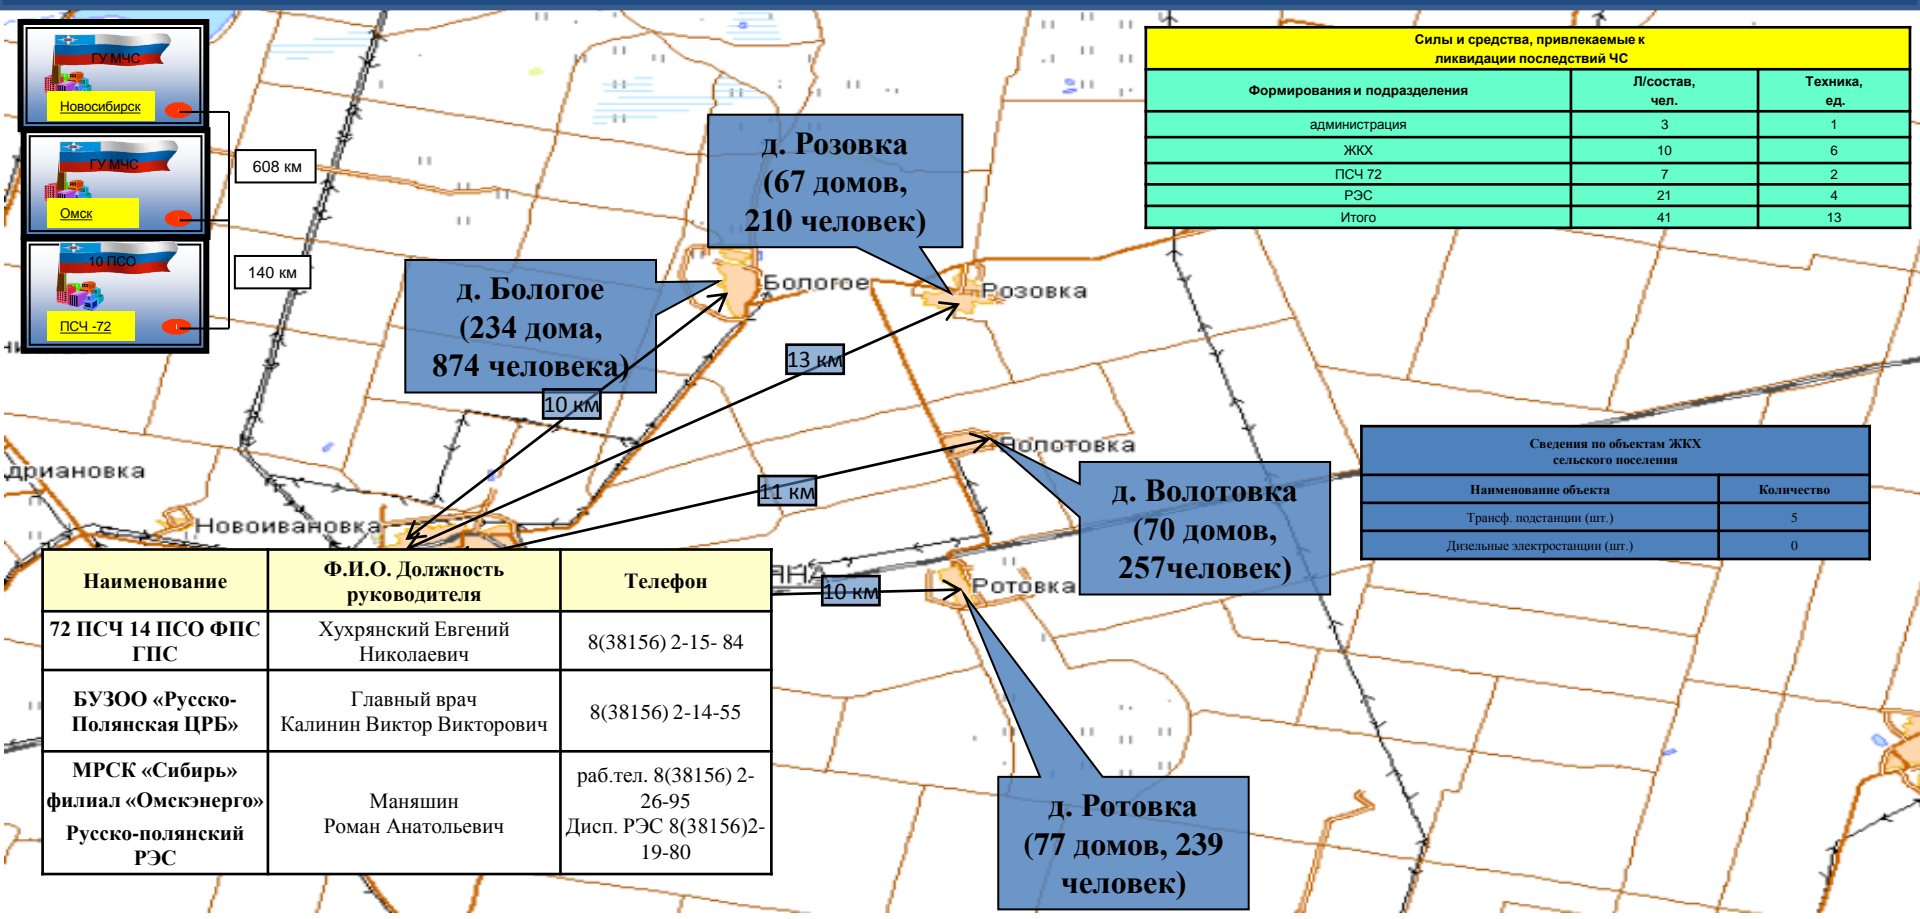 ГУ МЧС
Новосибирск
ГУ МЧС
Омск
10 ПСО
ПСЧ -72
608 км
140 км
Силы и средства, привлекаемые к
ликвидации последствий ЧС
Формирования и подразделения
Л/состав,
чел.
Техника,
ед.
администрация 3 1
ЖКХ 10 6
ПСЧ 72 7 2
РЭС 21 4
Итого 41 13
д. Розовка
(67 домов,
210 человек)
д. Бологое
(234 дома,
874 человека)
Бологое
Розовка
13 км
10 км
Волотовка
11 км
д. Волотовка
(70 домов,
257человек)
Сведения по объектам ЖКХ
сельского поселения
Наименование объекта Количество
Трансф. подстанции (шт.) 5
Дизельные электростанции (шт.) 0
дриановка
Новоивановка
ЯНА
10 км
Ротовка
Наименование
Ф.И.О. Должность
руководителя
Телефон
72 ПСЧ 14 ПСО ФПС
ГПС
Хухрянский Евгений
Николаевич
8(38156) 2-15- 84
БУЗОО «Русско-
Полянская ЦРБ»
Главный врач
Калинин Виктор Викторович
8(38156) 2-14-55
МРСК «Сибирь»
филиал «Омскэнерго»
Русско-полянский
РЭС
Маняшин
Роман Анатольевич
раб.тел. 8(38156) 2-
26-95
Дисп. РЭС 8(38156)2-
19-80
д. Ротовка
(77 домов, 239
человек)